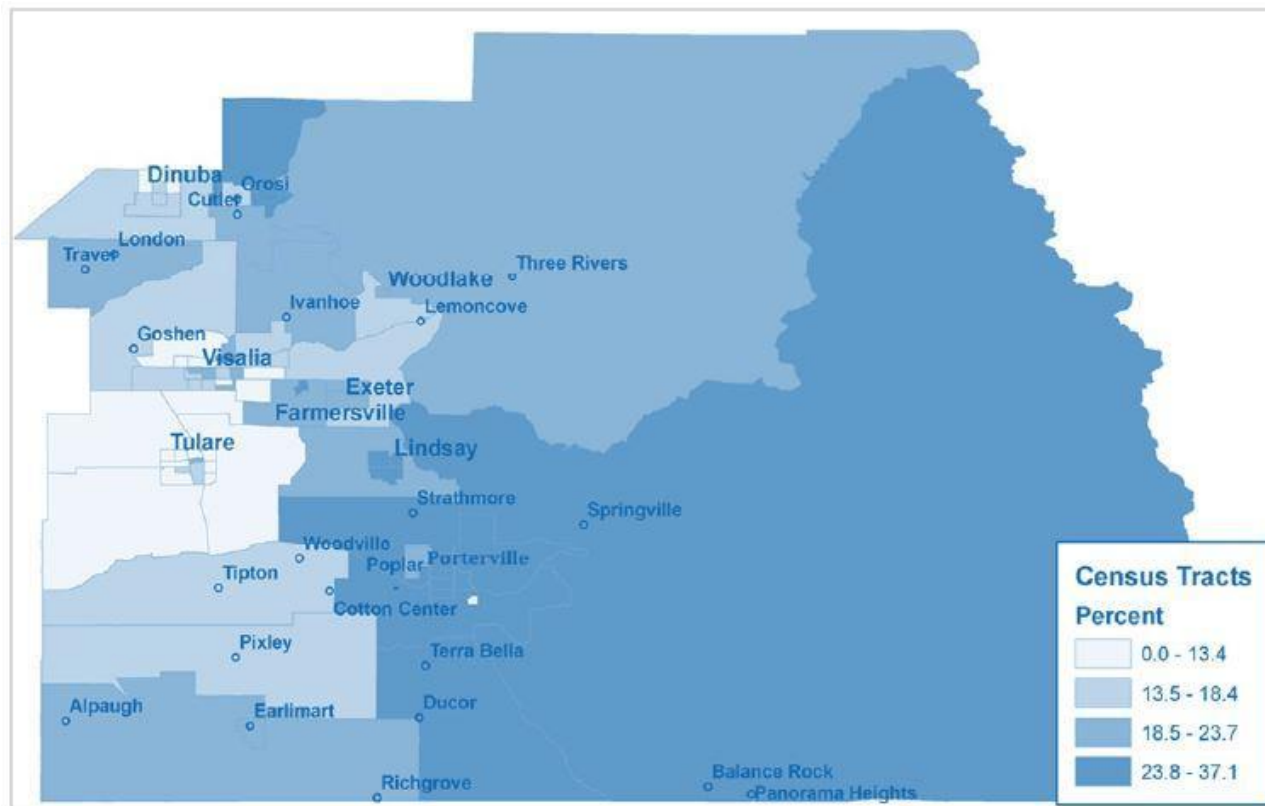 Dinuba
Orosi
Cutler
London
Traver
Three Rivers
Woodlake
Ivanhoe
Lemoncove
Goshen
Visalia
Exeter
Farmersville
Tulare
Lindsay
Strathmore
Springville
Woodville
Porterville
Poplar
Tipton
Cotton Center
Pixley
Terra Bella
Alpaugh
Earlimart
Ducor
Richgrove
Balance Rock
Panorama Heights
Census Tracts
Percent
0.0 - 13.4
13.5 - 18.4
18.5 - 23.7
23.8 - 37.1